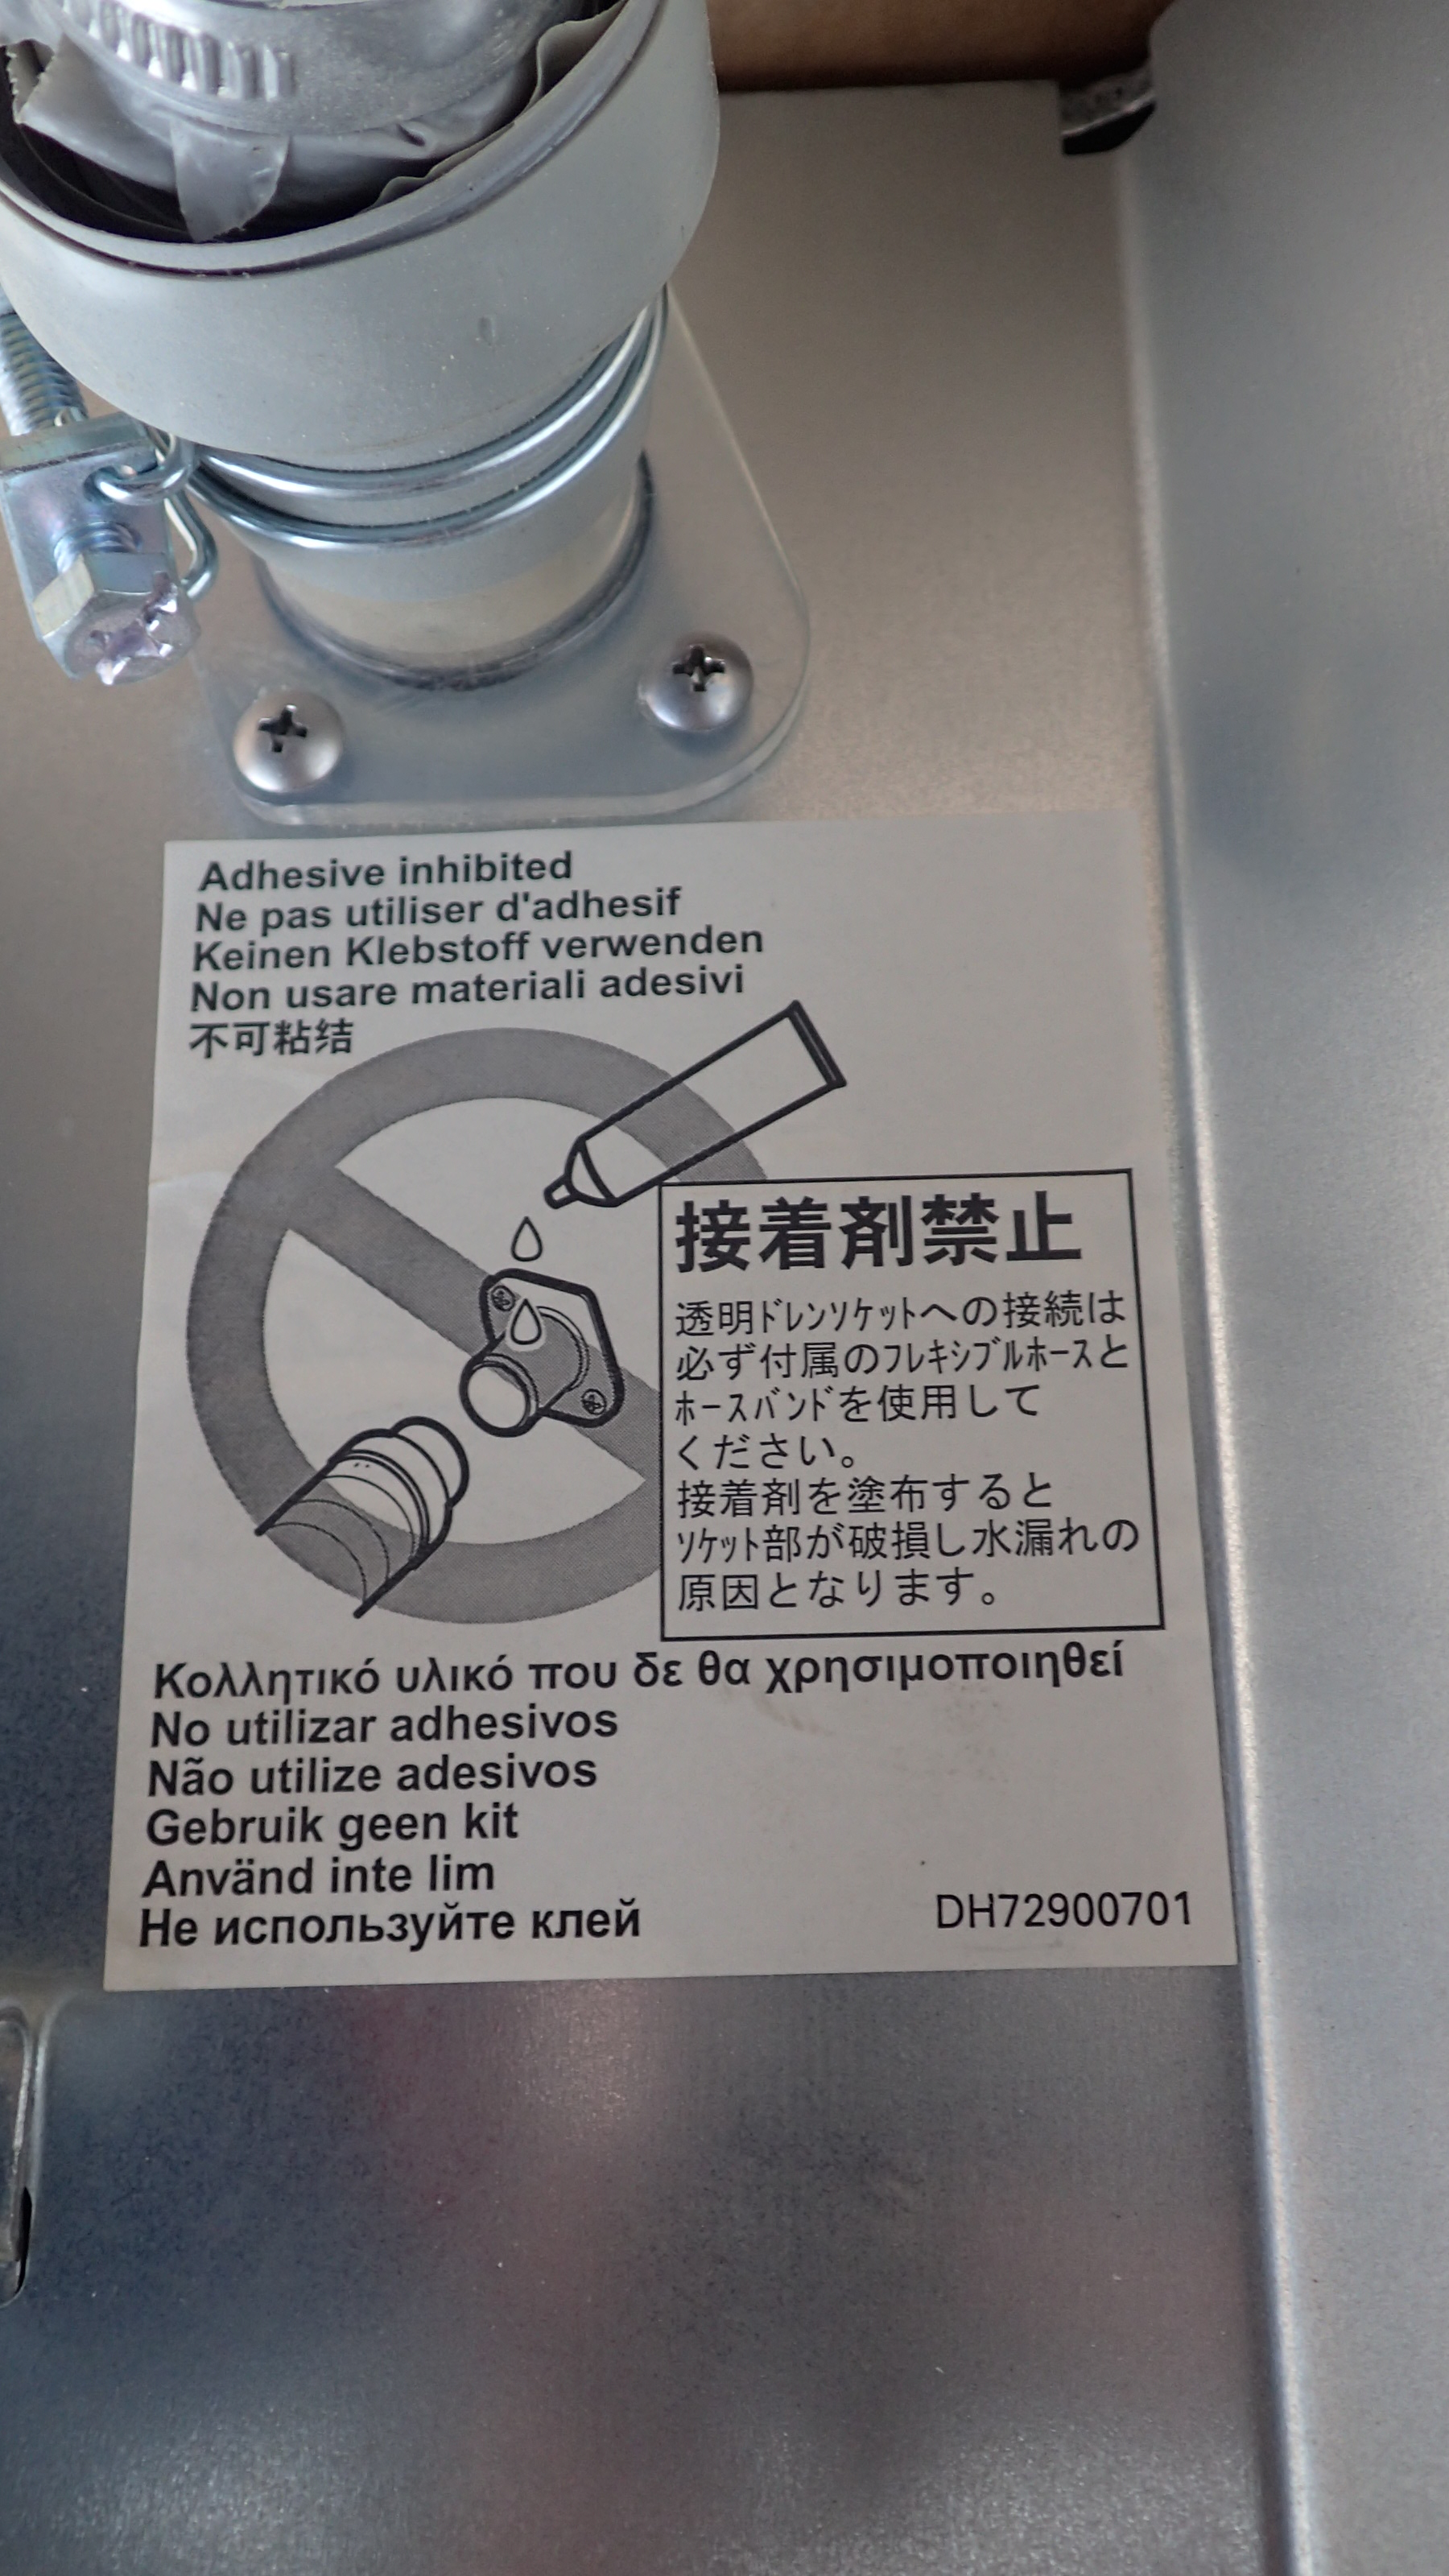 Adhesive inhibited
Ne pas utiliser d'adhesif
Keinen Klebstoff verwenden
Non usare materiali adesivi
不可粘结
接着剤禁止
透明ﾄﾞﾚﾝｿｹｯﾄへの接続は
必ず付属のﾌﾚｷｼﾌﾞﾙﾎｰｽと
ﾎｰｽﾊﾞﾝﾄﾞを使用して
ください。
接着剤を塗布すると
ｿｹｯﾄ部が破損し水漏れの
原因となります。
Κολλητικό υλικό που δε θα χρησιμοποιηθεί
No utilizar adhesivos
Não utilize adesivos
Gebruik geen kit
Använd inte lim
Не используйте клей
DH72900701